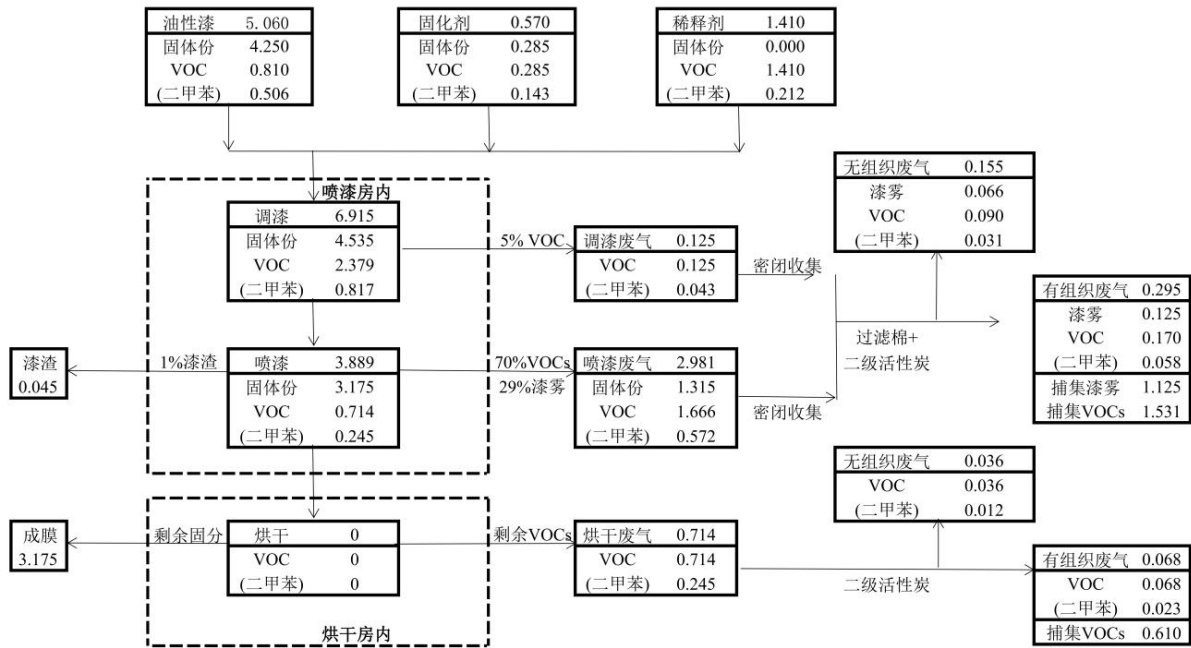 油性漆 5.060
固体份 4.250
VOC 0.810
(二甲苯) 0.506
固化剂 0.570
固体份 0.285
VOC 0.285
(二甲苯) 0.143
稀释剂 1.410
固体份 0.000
VOC 1.410
(二甲苯) 0.212
喷漆房内
调漆 6.915
固体份 4.535
VOC 2.379
(二甲苯) 0.817
5% VOC
调漆废气 0.125
VOC 0.125
(二甲苯) 0.043
密闭收集
无组织废气 0.155
漆雾 0.066
VOC 0.090
(二甲苯) 0.031
漆渣
0.045
1%漆渣
喷漆 3.889
固体份 3.175
VOC 0.714
(二甲苯) 0.245
70%VOCs
29%漆雾
喷漆废气 2.981
固体份 1.315
VOC 1.666
(二甲苯) 0.572
密闭收集
过滤棉+
二级活性炭
有组织废气 0.295
漆雾 0.125
VOC 0.170
(二甲苯) 0.058
捕集漆雾 1.125
捕集VOCs 1.531
成膜
3.175
剩余固分
烘干 0
VOC 0
(二甲苯) 0
烘干房内
剩余VOCs
烘干废气 0.714
VOC 0.714
(二甲苯) 0.245
二级活性炭
无组织废气 0.036
VOC 0.036
(二甲苯) 0.012
有组织废气 0.068
VOC 0.068
(二甲苯) 0.023
捕集VOCs 0.610